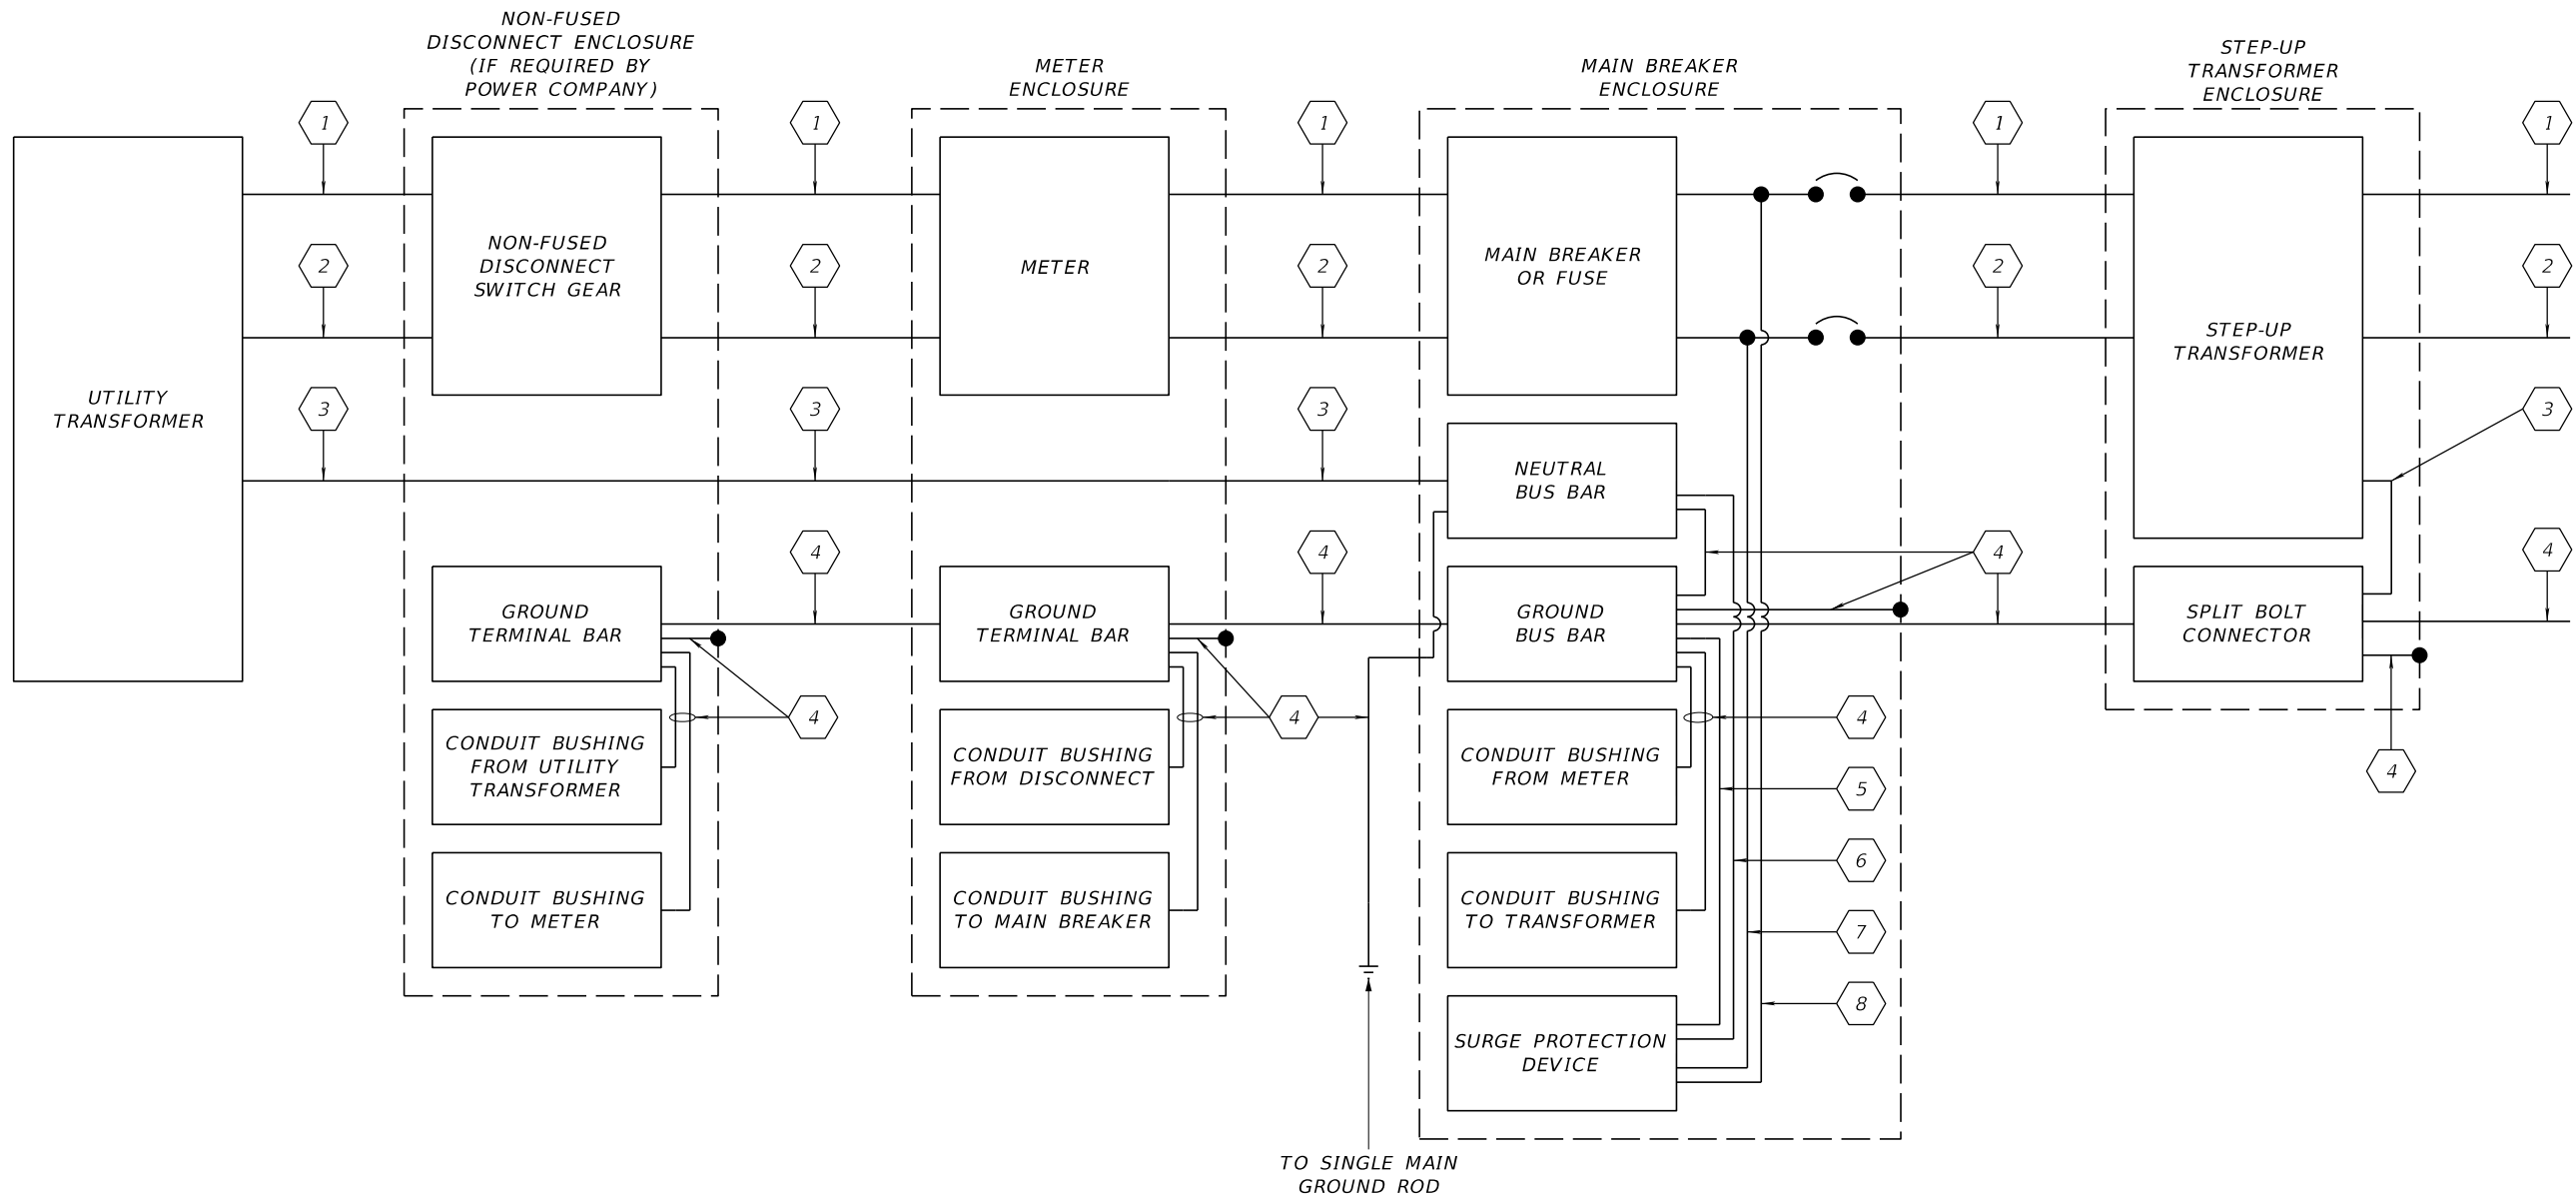 NON-FUSED
DISCONNECT ENCLOSURE
(IF REQUIRED BY
POWER COMPANY)
METER
ENCLOSURE
MAIN BREAKER
ENCLOSURE
STEP-UP
TRANSFORMER
ENCLOSURE
1
1
1
1
1
UTILITY
TRANSFORMER
NON-FUSED
DISCONNECT
SWITCH GEAR
METER
MAIN BREAKER
OR FUSE
STEP-UP
TRANSFORMER
2
2
2
2
2
3
3
3
3
NEUTRAL
BUS BAR
4
4
4
4
GROUND
TERMINAL BAR
GROUND
TERMINAL BAR
GROUND
BUS BAR
SPLIT BOLT
CONNECTOR
4
4
4
4
CONDUIT BUSHING
FROM UTILITY
TRANSFORMER
CONDUIT BUSHING
FROM DISCONNECT
CONDUIT BUSHING
FROM METER
5
6
CONDUIT BUSHING
TO METER
CONDUIT BUSHING
TO MAIN BREAKER
CONDUIT BUSHING
TO TRANSFORMER
7
8
SURGE PROTECTION
DEVICE
TO SINGLE MAIN
GROUND ROD